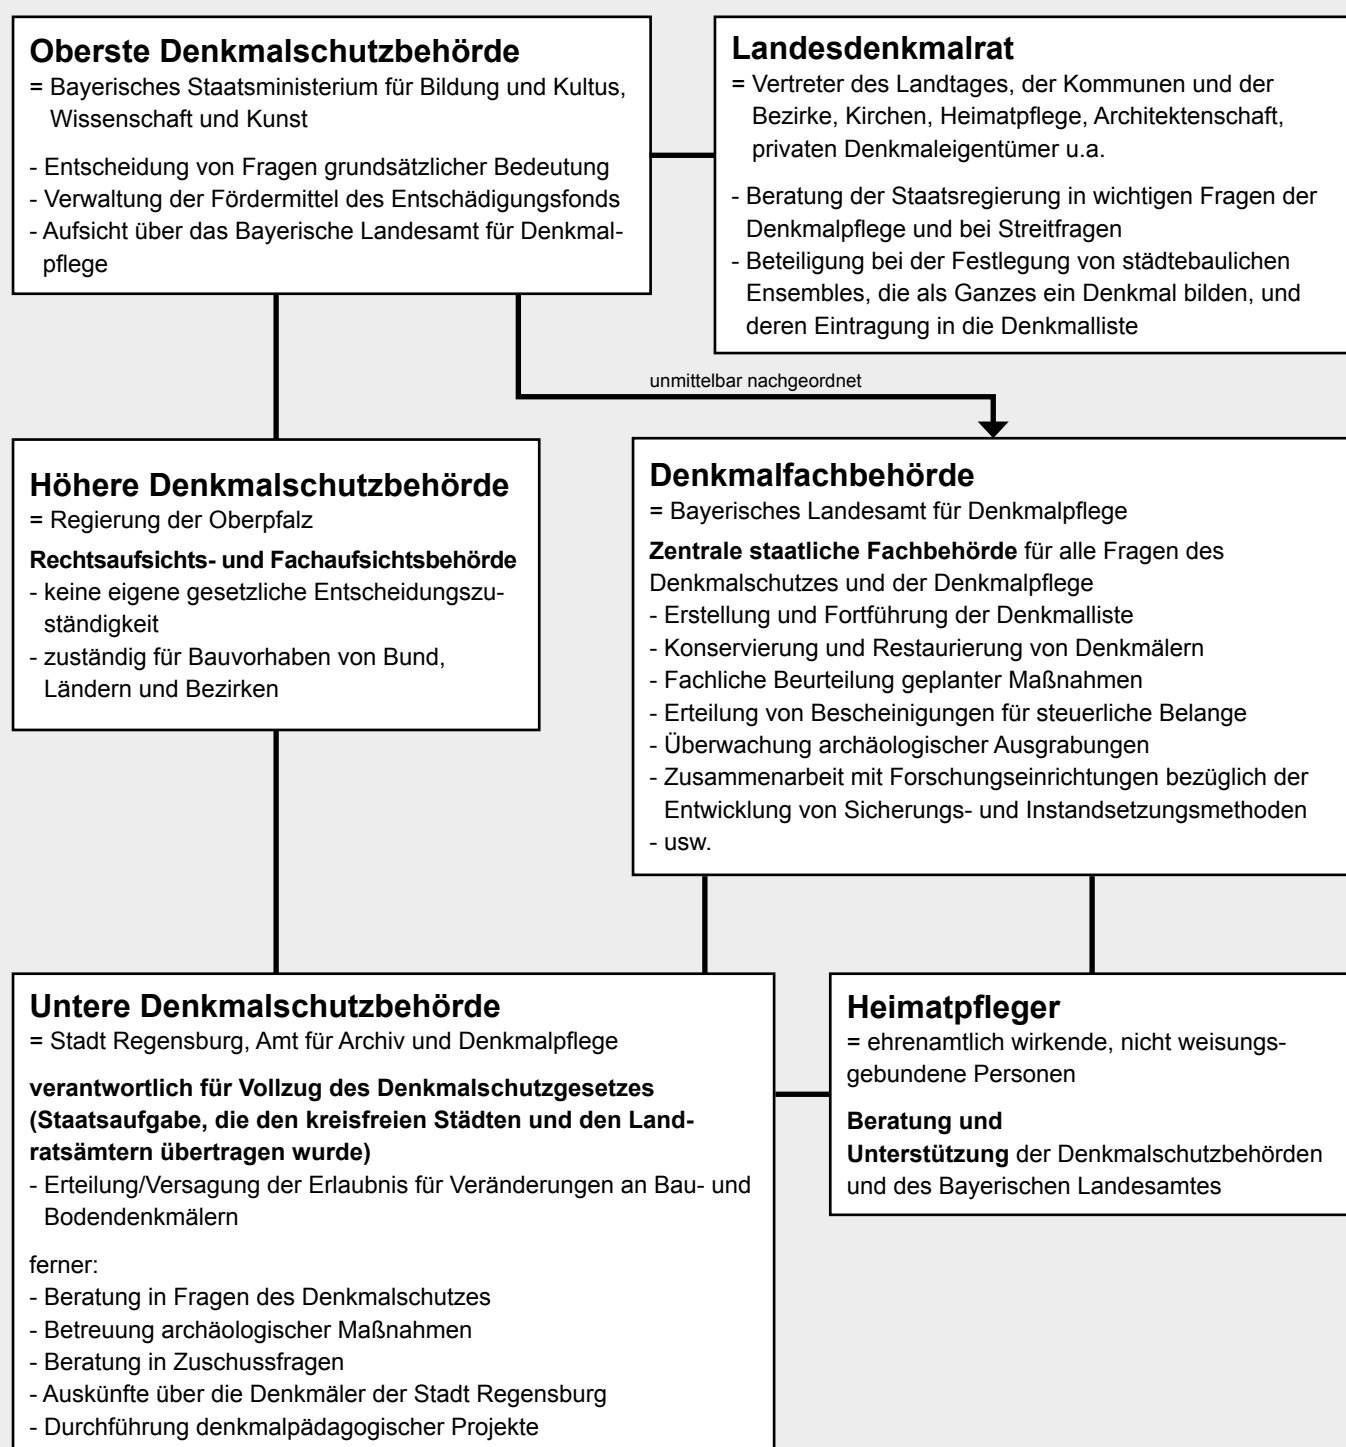 Oberste Denkmalschutzbehörde
= Bayerisches Staatsministerium für Bildung und Kultus,
Wissenschaft und Kunst
- Entscheidung von Fragen grundsätzlicher Bedeutung
- Verwaltung der Fördermittel des Entschädigungsfonds
- Aufsicht über das Bayerische Landesamt für Denkmal-
pflege
Landesdenkmalrat
= Vertreter des Landtages, der Kommunen und der
Bezirke, Kirchen, Heimatpflege, Architektenschaft,
privaten Denkmaleigentümer u.a.
- Beratung der Staatsregierung in wichtigen Fragen der
Denkmalpflege und bei Streitfragen
- Beteiligung bei der Festlegung von städtebaulichen
Ensembles, die als Ganzes ein Denkmal bilden, und
deren Eintragung in die Denkmalliste
unmittelbar nachgeordnet
Höhere Denkmalschutzbehörde
= Regierung der Oberpfalz
Rechtsaufsichts- und Fachaufsichtsbehörde
- keine eigene gesetzliche Entscheidungszu-
ständigkeit
- zuständig für Bauvorhaben von Bund,
Ländern und Bezirken
Denkmalfachbehörde
= Bayerisches Landesamt für Denkmalpflege
Zentrale staatliche Fachbehörde für alle Fragen des
Denkmalschutzes und der Denkmalpflege
- Erstellung und Fortführung der Denkmalliste
- Konservierung und Restaurierung von Denkmälern
- Fachliche Beurteilung geplanter Maßnahmen
- Erteilung von Bescheinigungen für steuerliche Belange
- Überwachung archäologischer Ausgrabungen
- Zusammenarbeit mit Forschungseinrichtungen bezüglich der
Entwicklung von Sicherungs- und Instandsetzungsmethoden
- usw.
Untere Denkmalschutzbehörde
= Stadt Regensburg, Amt für Archiv und Denkmalpflege
verantwortlich für Vollzug des Denkmalschutzgesetzes
(Staatsaufgabe, die den kreisfreien Städten und den Land-
ratsämtern übertragen wurde)
- Erteilung/Versagung der Erlaubnis für Veränderungen an Bau- und
Bodendenkmälern
ferner:
- Beratung in Fragen des Denkmalschutzes
- Betreuung archäologischer Maßnahmen
- Beratung in Zuschussfragen
- Auskünfte über die Denkmäler der Stadt Regensburg
- Durchführung denkmalpädagogischer Projekte
Heimatpfleger
= ehrenamtlich wirkende, nicht weisungs-
gebundene Personen
Beratung und
Unterstützung der Denkmalschutzbehörden
und des Bayerischen Landesamtes